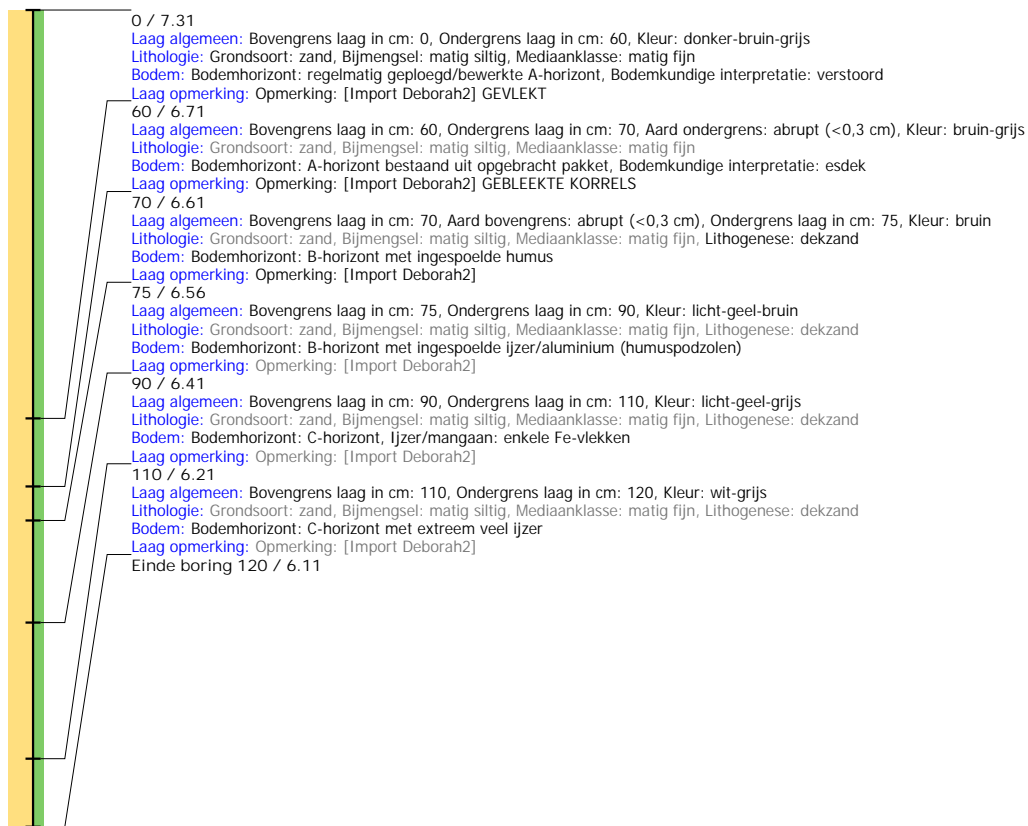 0 / 7.31
Laag algemeen: Bovengrens laag in cm: 0, Ondergrens laag in cm: 60, Kleur: donker-bruin-grijs
Lithologie: Grondsoort: zand, Bijmengsel: matig siltig, Mediaanklasse: matig fijn
Bodem: Bodemhorizont: regelmatig geploegd/bewerkte A-horizont, Bodemkundige interpretatie: verstoord
Laag opmerking: Opmerking: [Import Deborah2] GEVLEKT
60 / 6.71
Laag algemeen: Bovengrens laag in cm: 60, Ondergrens laag in cm: 70, Aard ondergrens: abrupt (<0,3 cm), Kleur: bruin-grijs
Lithologie: Grondsoort: zand, Bijmengsel: matig siltig, Mediaanklasse: matig fijn
Bodem: Bodemhorizont: A-horizont bestaand uit opgebracht pakket, Bodemkundige interpretatie: esdek
Laag opmerking: Opmerking: [Import Deborah2] GEBLEEKTE KORRELS
70 / 6.61
Laag algemeen: Bovengrens laag in cm: 70, Aard bovengrens: abrupt (<0,3 cm), Ondergrens laag in cm: 75, Kleur: bruin
Lithologie: Grondsoort: zand, Bijmengsel: matig siltig, Mediaanklasse: matig fijn, Lithogenese: dekzand
Bodem: Bodemhorizont: B-horizont met ingespoelde humus
Laag opmerking: Opmerking: [Import Deborah2]
75 / 6.56
Laag algemeen: Bovengrens laag in cm: 75, Ondergrens laag in cm: 90, Kleur: licht-geel-bruin
Lithologie: Grondsoort: zand, Bijmengsel: matig siltig, Mediaanklasse: matig fijn, Lithogenese: dekzand
Bodem: Bodemhorizont: B-horizont met ingespoelde ijzer/aluminium (humuspodzolen)
Laag opmerking: Opmerking: [Import Deborah2]
90 / 6.41
Laag algemeen: Bovengrens laag in cm: 90, Ondergrens laag in cm: 110, Kleur: licht-geel-grijs
Lithologie: Grondsoort: zand, Bijmengsel: matig siltig, Mediaanklasse: matig fijn, Lithogenese: dekzand
Bodem: Bodemhorizont: C-horizont, Ijzer/mangaan: enkele Fe-vlekken
Laag opmerking: Opmerking: [Import Deborah2]
110 / 6.21
Laag algemeen: Bovengrens laag in cm: 110, Ondergrens laag in cm: 120, Kleur: wit-grijs
Lithologie: Grondsoort: zand, Bijmengsel: matig siltig, Mediaanklasse: matig fijn, Lithogenese: dekzand
Bodem: Bodemhorizont: C-horizont met extreem veel ijzer
Laag opmerking: Opmerking: [Import Deborah2]
Einde boring 120 / 6.11